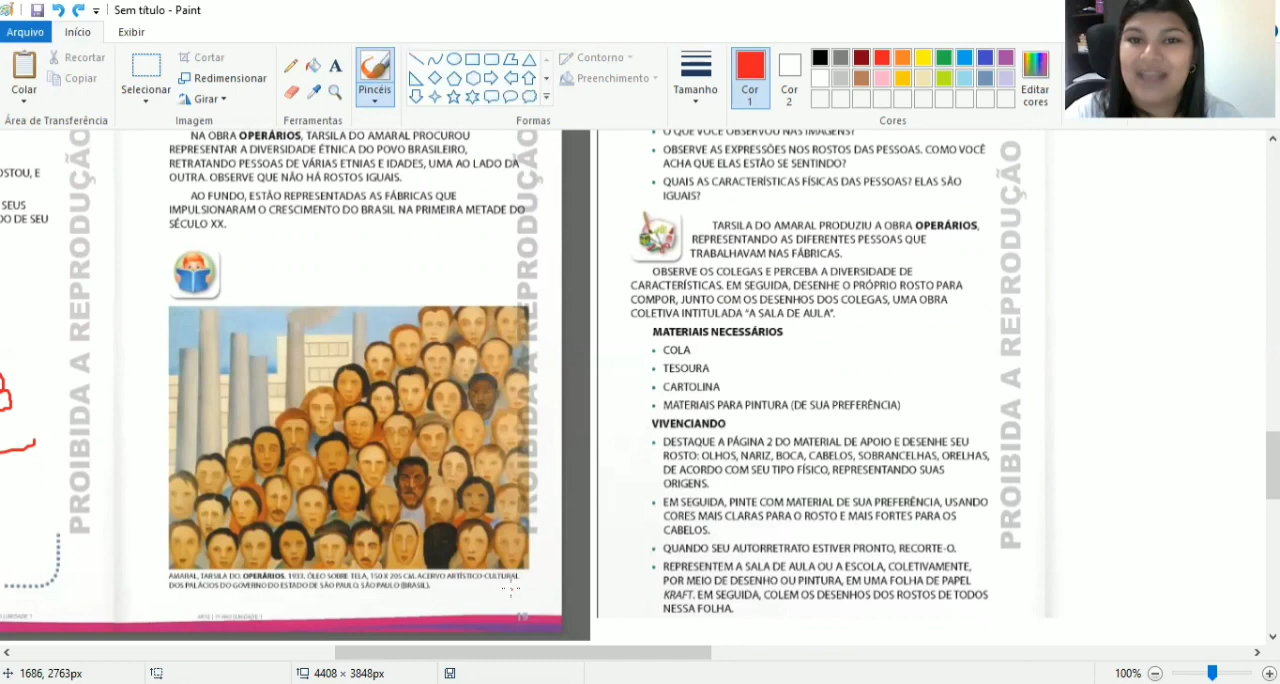 Sem título - Paint
Arquivo Início Exibir
Colar
Recortar
Copiar
Área de Transferência
Selecionar
Cortar
Redimensionar
Girar
Imagem
A
Ferramentas
Pincéis
Formas
Contorno
Preenchimento
Tamanho
Cor 1
Cor 2
Editar cores
Cores
OSTOU, E
SEUS
DO DE SEU
PROIBIDA A REPRODUÇÃO
NA OBRA OPERÁRIOS, TARSILA DO AMARAL PROCUROU
REPRESENTAR A DIVERSIDADE ÉTNICA DO POVO BRASILEIRO,
RETRATANDO PESSOAS DE VÁRIAS ETNIAS E IDADES, UMA AO LADO DA
OUTRA. OBSERVE QUE NÃO HÁ ROSTOS IGUAIS.
AO FUNDO, ESTÃO REPRESENTADAS AS FÁBRICAS QUE
IMPULSIONARAM O CRESCIMENTO DO BRASIL NA PRIMEIRA METADE DO
SÉCULO XX.
PROIBIDA A REPRODUÇÃO
AMARAL, TARSILA DO. OPERÁRIOS. 1933. ÓLEO SOBRE TELA, 150 X 205 CM. ACERVO ARTÍSTICO-CULTURAL
DOS PALÁCIOS DO GOVERNO DO ESTADO DE SÃO PAULO, SÃO PAULO (BRASIL).
19
• O QUE VOCÊ OBSERVOU NAS IMAGENS?
• OBSERVE AS EXPRESSÕES NOS ROSTOS DAS PESSOAS. COMO VOCÊ
ACHA QUE ELAS ESTÃO SE SENTINDO?
• QUAIS AS CARACTERÍSTICAS FÍSICAS DAS PESSOAS? ELAS SÃO
IGUAIS?
TARSILA DO AMARAL PRODUZIU A OBRA OPERÁRIOS,
REPRESENTANDO AS DIFERENTES PESSOAS QUE
TRABALHAVAM NAS FÁBRICAS.
OBSERVE OS COLEGAS E PERCEBA A DIVERSIDADE DE
CARACTERÍSTICAS. EM SEGUIDA, DESENHE O PRÓPRIO ROSTO PARA
COMPOR, JUNTO COM OS DESENHOS DOS COLEGAS, UMA OBRA
COLETIVA INTITULADA “A SALA DE AULA”.
MATERIAIS NECESSÁRIOS
• COLA
• TESOURA
• CARTOLINA
• MATERIAIS PARA PINTURA (DE SUA PREFERÊNCIA)
VIVENCIANDO
• DESTAQUE A PÁGINA 2 DO MATERIAL DE APOIO E DESENHE SEU
ROSTO: OLHOS, NARIZ, BOCA, CABELOS, SOBRANCELHAS, ORELHAS,
DE ACORDO COM SEU TIPO FÍSICO, REPRESENTANDO SUAS
ORIGENS.
• EM SEGUIDA, PINTE COM MATERIAL DE SUA PREFERÊNCIA, USANDO
CORES MAIS CLARAS PARA O ROSTO E MAIS FORTES PARA OS
CABELOS.
• QUANDO SEU AUTORRETRATO ESTIVER PRONTO, RECORTE-O.
• REPRESENTEM A SALA DE AULA OU A ESCOLA, COLETIVAMENTE,
POR MEIO DE DESENHO OU PINTURA, EM UMA FOLHA DE PAPEL
KRAFT. EM SEGUIDA, COLEM OS DESENHOS DOS ROSTOS DE TODOS
NESSA FOLHA.
PROIBIDA A REPRODUÇÃO
1686, 2763px
4408 × 3848px
100%